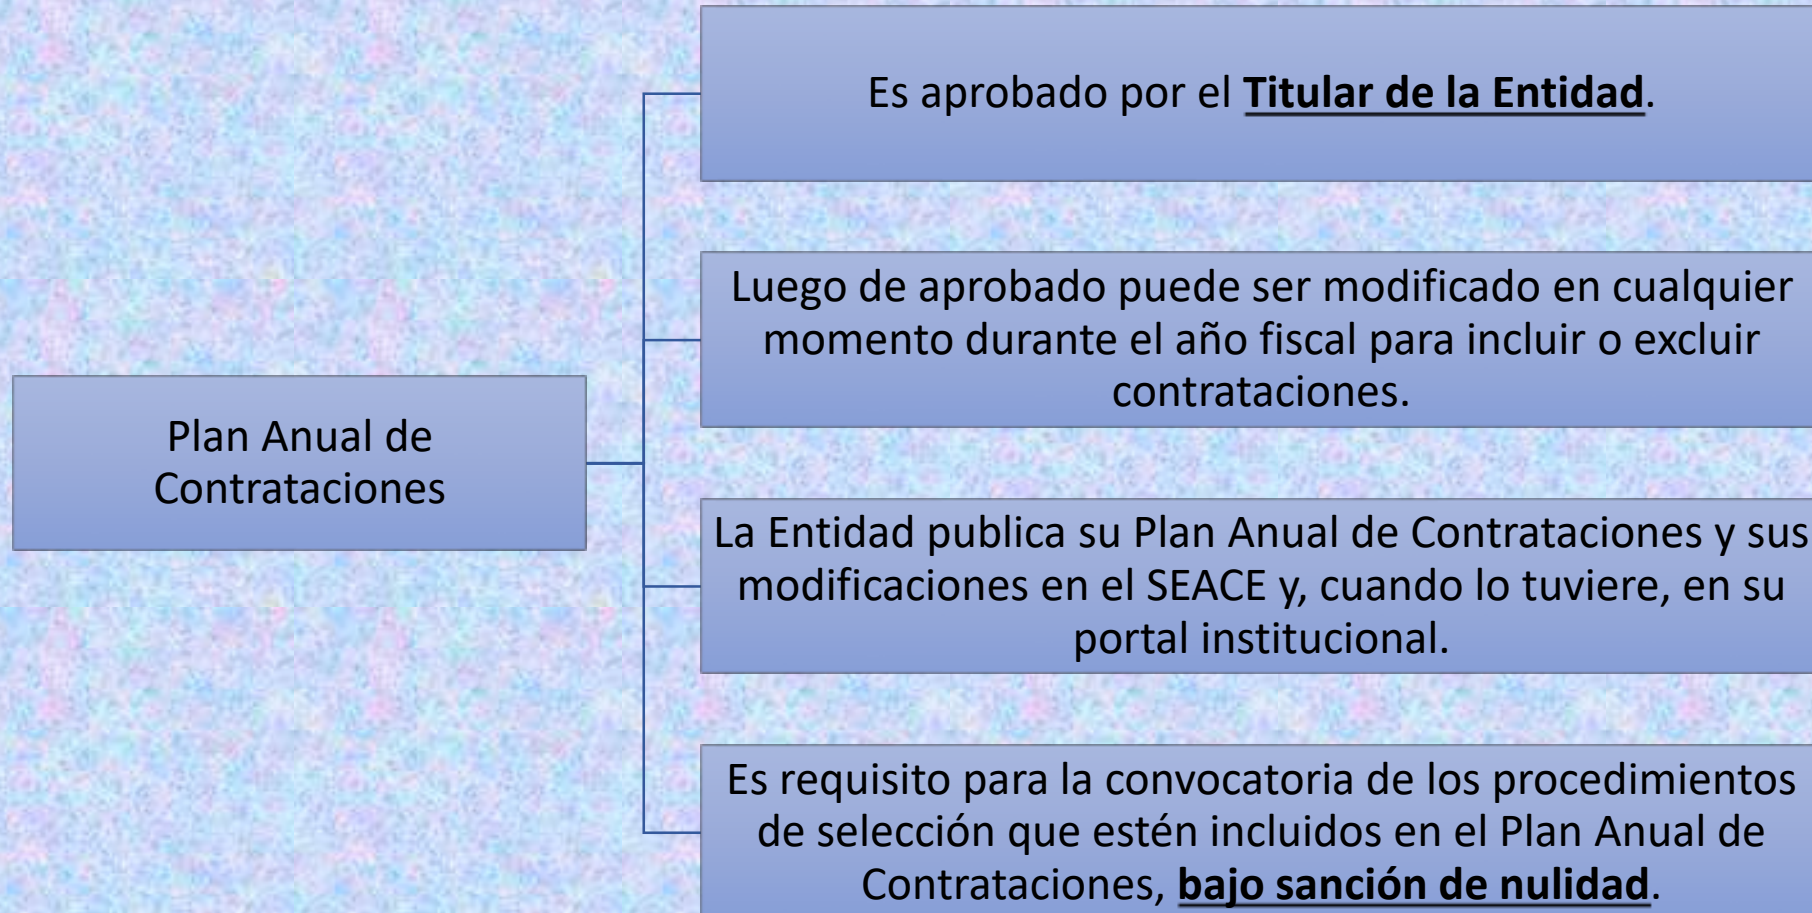 Plan Anual de
Contrataciones
Es aprobado por el Titular de la Entidad.
Luego de aprobado puede ser modificado en cualquier
momento durante el año fiscal para incluir o excluir
contrataciones.
La Entidad publica su Plan Anual de Contrataciones y sus
modificaciones en el SEACE y, cuando lo tuviere, en su
portal institucional.
Es requisito para la convocatoria de los procedimientos
de selección que estén incluidos en el Plan Anual de
Contrataciones, bajo sanción de nulidad.